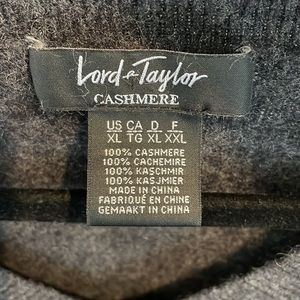 Lord & Taylor
CASHMERE
US CA D F
XL TG XL XXL
100% CASHMERE
100% CACHEMIRE
100% KASCHMIR
100% KASJMIER
MADE IN CHINA
FABRIQUÉ EN CHINE
GEMAAKT IN CHINA